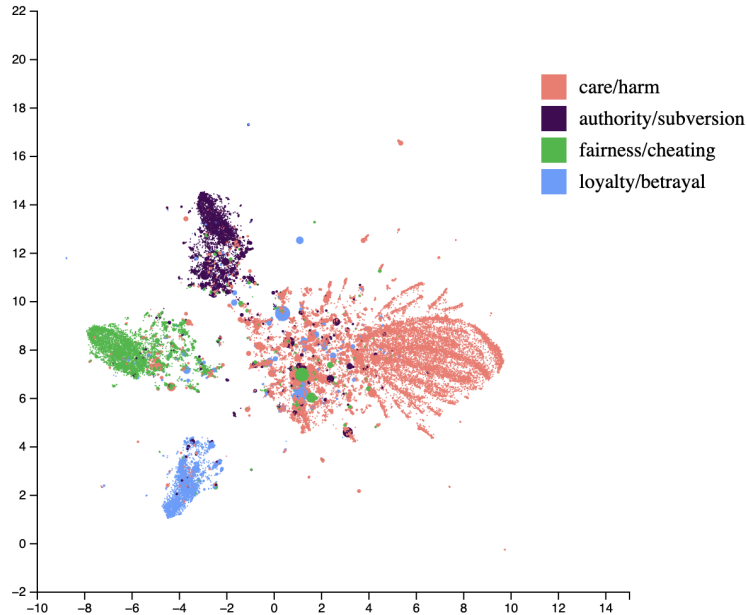 22
20
18
16
14
12
10
8
6
4
2
0
−2
−10 −8 −6 −4 −2 0 2 4 6 8 10 12 14
care/harm
authority/subversion
fairness/cheating
loyalty/betrayal